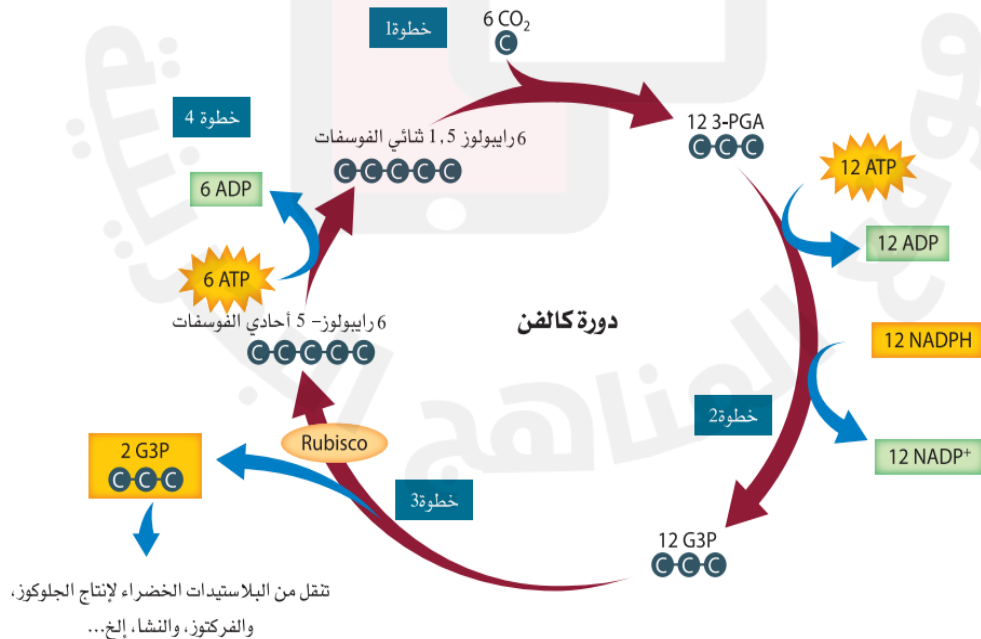 6 CO₂
C
خطوة1
خطوة 4
12 3-PGA
C-C-C
6 رايبولوز 1,5 ثنائي الفوسفات
C-C-C-C-C
12 ATP
6 ADP
12 ADP
6 ATP
6 رايبولوز- 5 أحادي الفوسفات
C-C-C-C-C
دورة كالفن
12 NADPH
خطوة2
Rubisco
2 G3P
C-C-C
12 NADP⁺
خطوة3
12 G3P
C-C-C
تنقل من البلاستيدات الخضراء لإنتاج الجلوكوز،
والفركتوز، والنشا، إلخ...
موقع المناهج